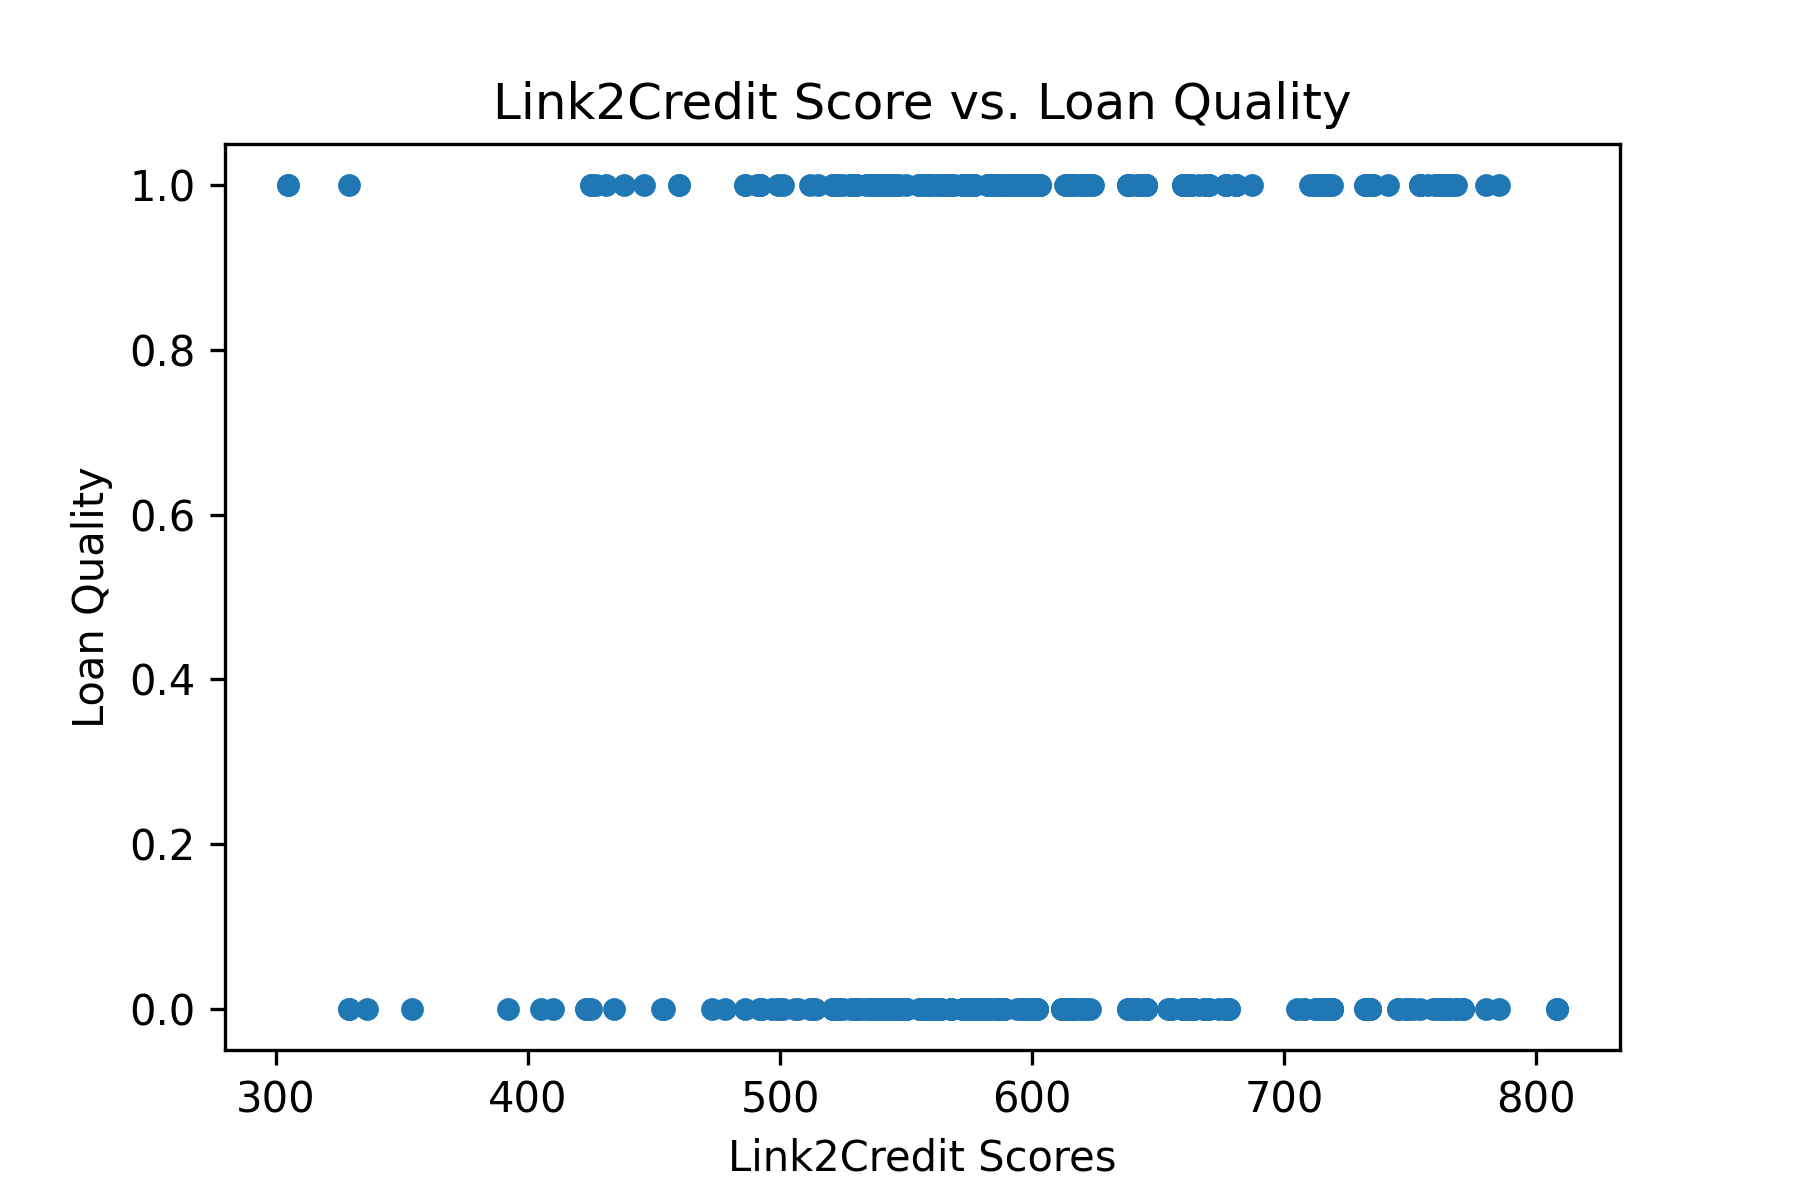 Link2Credit Score vs. Loan Quality
1.0
0.8
0.6
0.4
0.2
0.0
Loan Quality
300 400 500 600 700 800
Link2Credit Scores